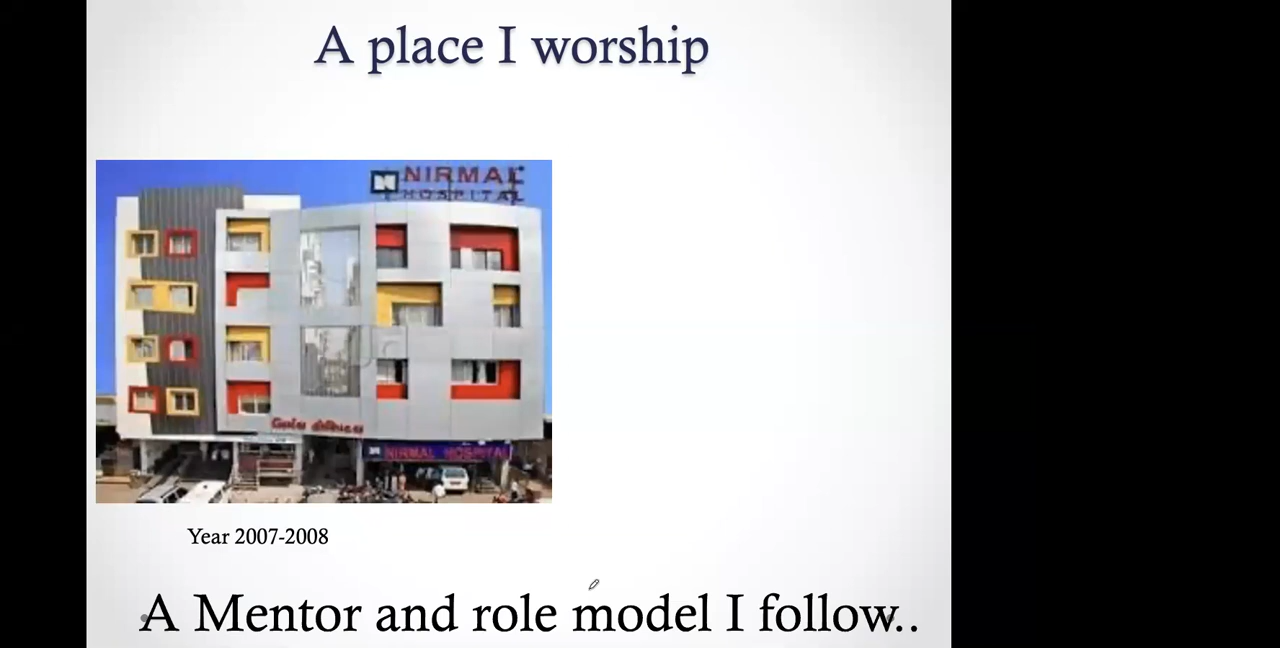 A place I worship
NIRMAL
HOSPITAL
NIRMAL HOSPITAL
Year 2007-2008
A Mentor and role model I follow..